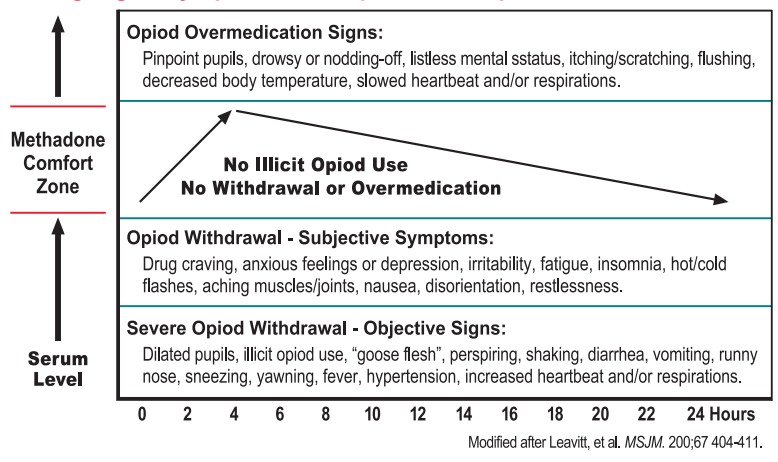 Opiod Overmedication Signs:
Pinpoint pupils, drowsy or nodding-off, listless mental sstatus, itching/scratching, flushing,
decreased body temperature, slowed heartbeat and/or respirations.
Methadone
Comfort
Zone
No Illicit Opiod Use
No Withdrawal or Overmedication
Opiod Withdrawal - Subjective Symptoms:
Drug craving, anxious feelings or depression, irritability, fatigue, insomnia, hot/cold
flashes, aching muscles/joints, nausea, disorientation, restlessness.
Severe Opiod Withdrawal - Objective Signs:
Dilated pupils, illicit opiod use, “goose flesh”, perspiring, shaking, diarrhea, vomiting, runny
nose, sneezing, yawning, fever, hypertension, increased heartbeat and/or respirations.
Serum
Level
0 2 4 6 8 10 12 14 16 18 20 22 24 Hours
Modified after Leavitt, et al. MSJM. 200;67 404-411.